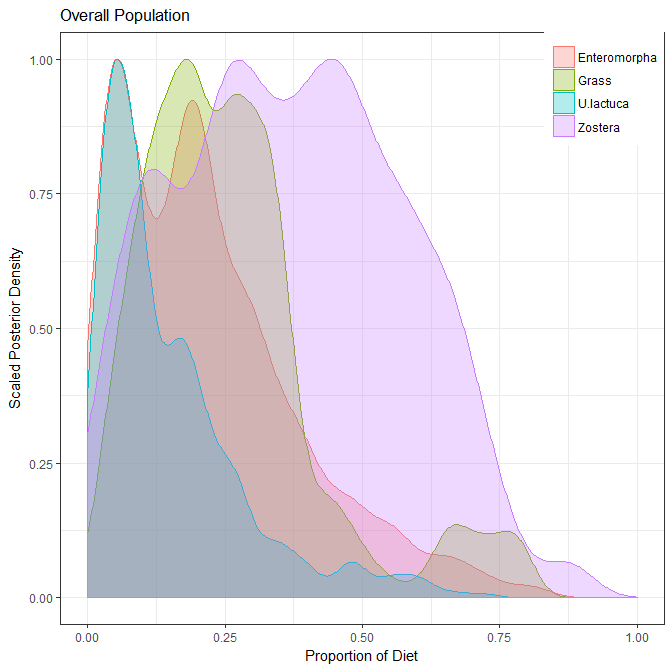 Overall Population
Enteromorpha
Grass
U.lactuca
Zostera
Scaled Posterior Density
1.00
0.75
0.50
0.25
0.00
0.00 0.25 0.50 0.75 1.00
Proportion of Diet